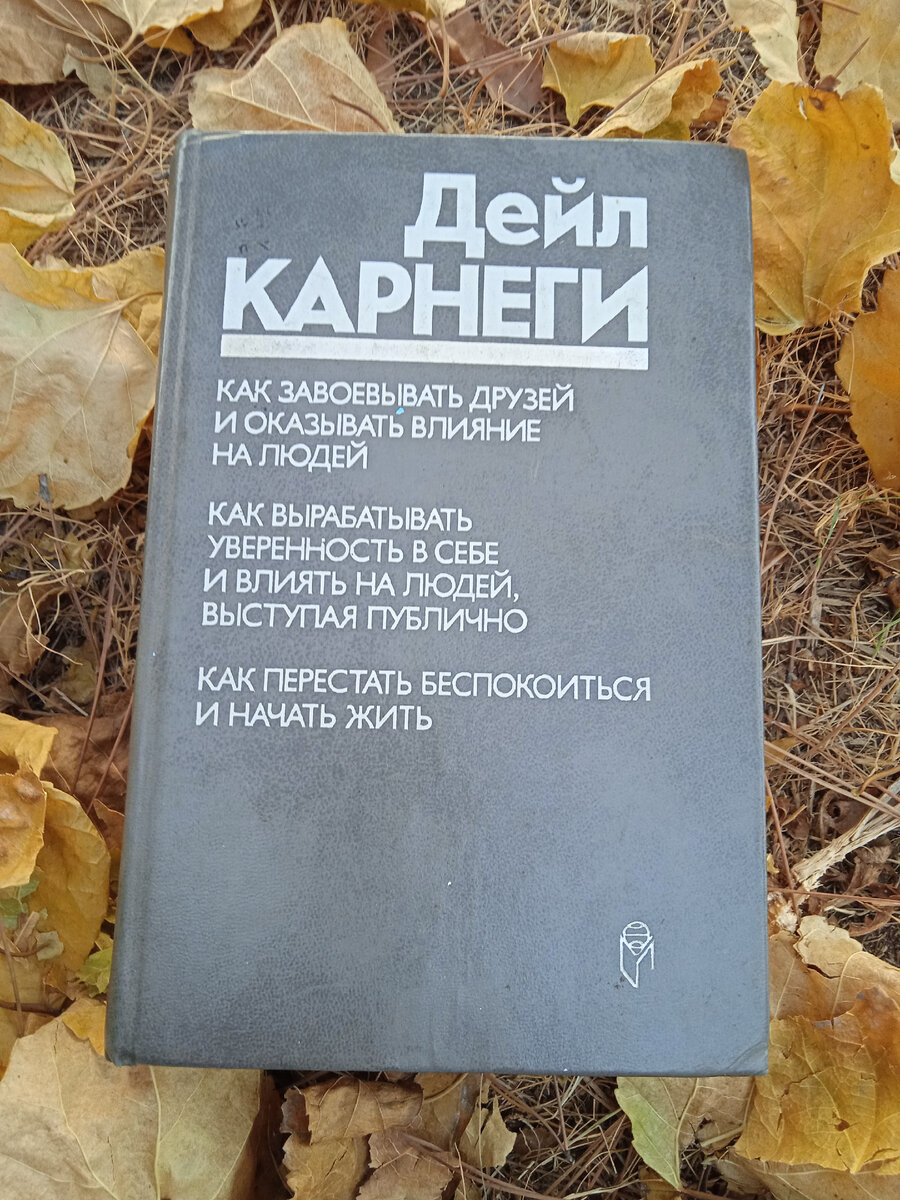 Дейл
КАРНЕГИ
КАК ЗАВОЕВЫВАТЬ ДРУЗЕЙ
И ОКАЗЫВАТЬ ВЛИЯНИЕ
НА ЛЮДЕЙ
КАК ВЫРАБАТЫВАТЬ
УВЕРЕННОСТЬ В СЕБЕ
И ВЛИЯТЬ НА ЛЮДЕЙ,
ВЫСТУПАЯ ПУБЛИЧНО
КАК ПЕРЕСТАТЬ БЕСПОКОИТЬСЯ
И НАЧАТЬ ЖИТЬ